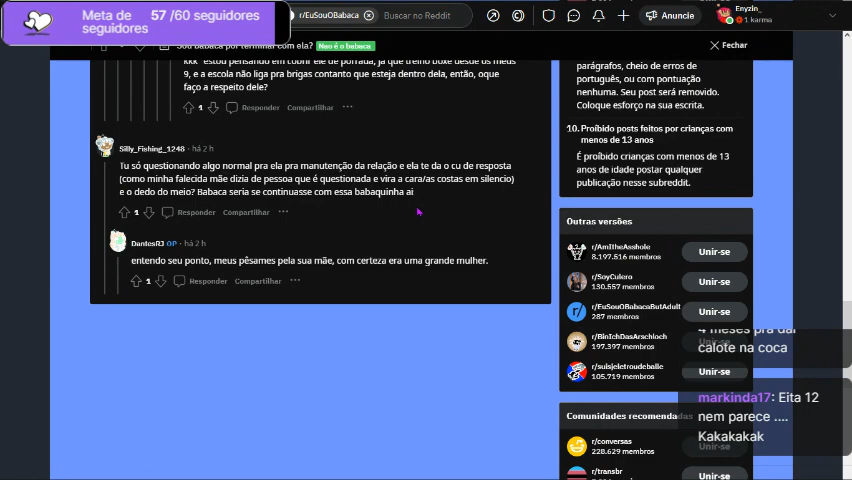 Meta de 57 /60 seguidores
seguidores
r/EuSouOBabaca
Buscar no Reddit
Anuncie
Enyzin_
1 karma
Sou babaca por terminar com ela? Não é o babaca
Fechar
kkk estou pensando em cobrir ele de porrada, ja que treino boxe desde os meus
9, e a escola não liga pra brigas contanto que esteja dentro dela, então, oque
faço a respeito dele?
1 Responder Compartilhar ...
Silly_Fishing_1248 · há 2 h
Tu só questionando algo normal pra ela pra manutenção da relação e ela te da o cu de resposta
(como minha falecida mãe dizia de pessoa que é questionada e vira a cara/as costas em silencio)
e o dedo do meio? Babaca seria se continuasse com essa babaquinha ai
1 Responder Compartilhar ...
DantesRJ OP · há 2 h
entendo seu ponto, meus pêsames pela sua mãe, com certeza era uma grande mulher.
1 Responder Compartilhar ...
parágrafos, cheio de erros de
português, ou com pontuação
nenhuma. Seu post será removido.
Coloque esforço na sua escrita.
10. Proíbido posts feitos por crianças com
menos de 13 anos
É proíbido crianças com menos de 13
anos de idade postar qualquer
publicação nesse subreddit.
Outras versões
r/AmItheAsshole
8.197.516 membros
Unir-se
r/SoyCulero
130.557 membros
Unir-se
r/EuSouOBabacaButAdult
287 membros
Unir-se
r/BinIchDasArschloch
197.397 membros
Unir-se
r/suisjeletroudeballe
105.719 membros
Unir-se
Comunidades recomendadas
r/conversas
228.629 membros
Unir-se
r/transbr
Unir-se
4 meses pra dar
calote na coca
markinda17: Eita 12
nem parece ....
Kakakakak